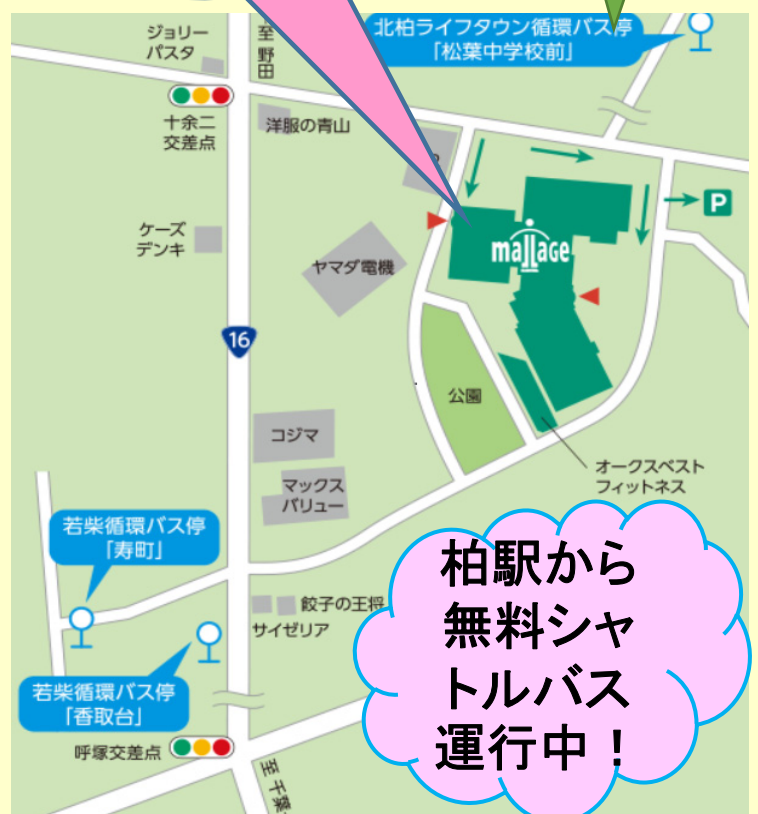 北柏ライフタウン循環バス停
「松葉中学校前」
ジョリー
パスタ
至 野田
十余二
交差点
洋服の青山
P
mallage
ケーズ
デンキ
ヤマダ電機
16
公園
コジマ
マックス
バリュー
オークスベスト
フィットネス
若柴循環バス停
「寿町」
柏駅から
無料シャ
トルバス
運行中！
餃子の王将
サイゼリア
若柴循環バス停
「香取台」
呼塚交差点
至 千葉